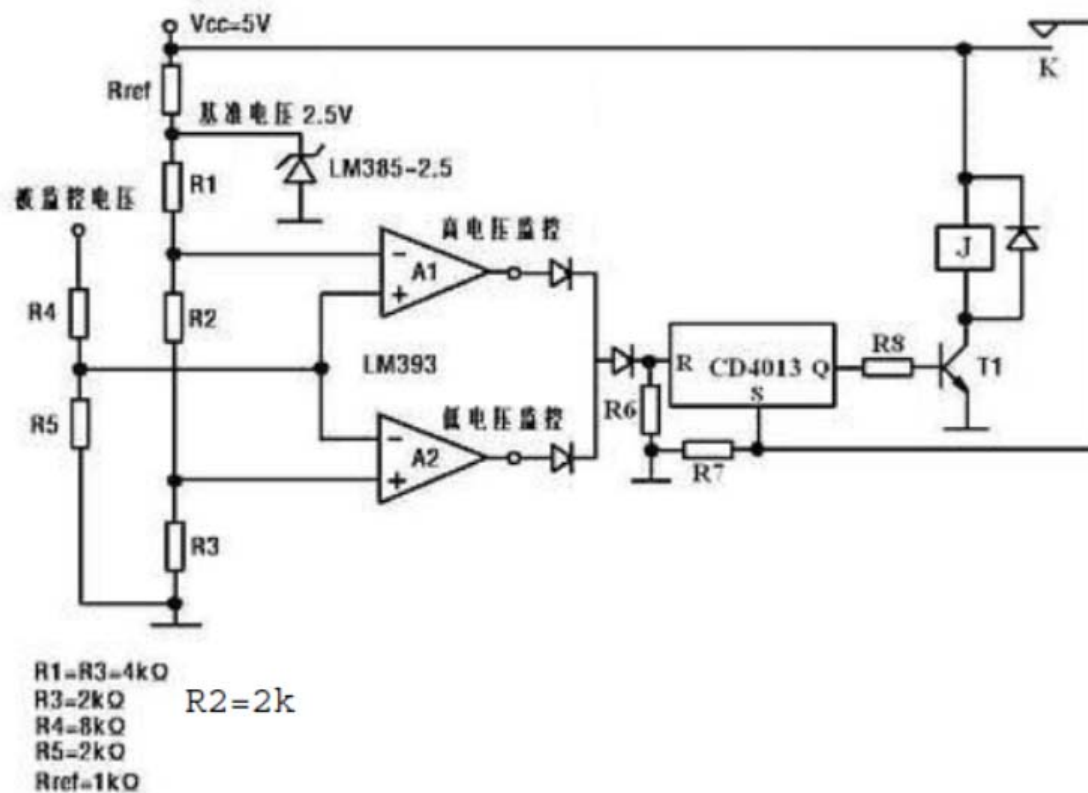 Vcc=5V
K
Rref
基准电压 2.5V
LM385-2.5
R1
被监控电压
高电压监控
-
A1
+
J
R4
R2
LM393
R
CD4013
Q
R8
T1
R5
R6
S
低电压监控
-
A2
+
R7
R3
R1=R3=4kΩ
R3=2kΩ
R2=2k
R4=8kΩ
R5=2kΩ
Rref=1kΩ